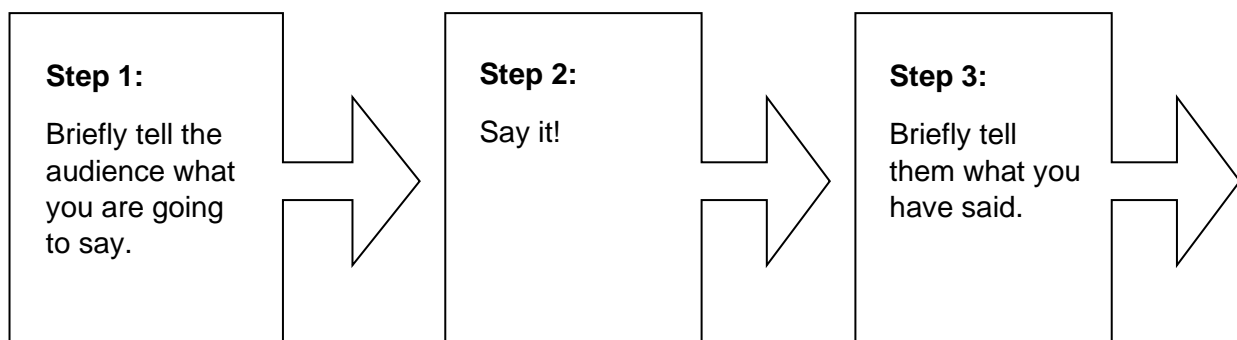 Step 1:
Briefly tell the
audience what
you are going
to say.
Step 2:
Say it!
Step 3:
Briefly tell
them what you
have said.